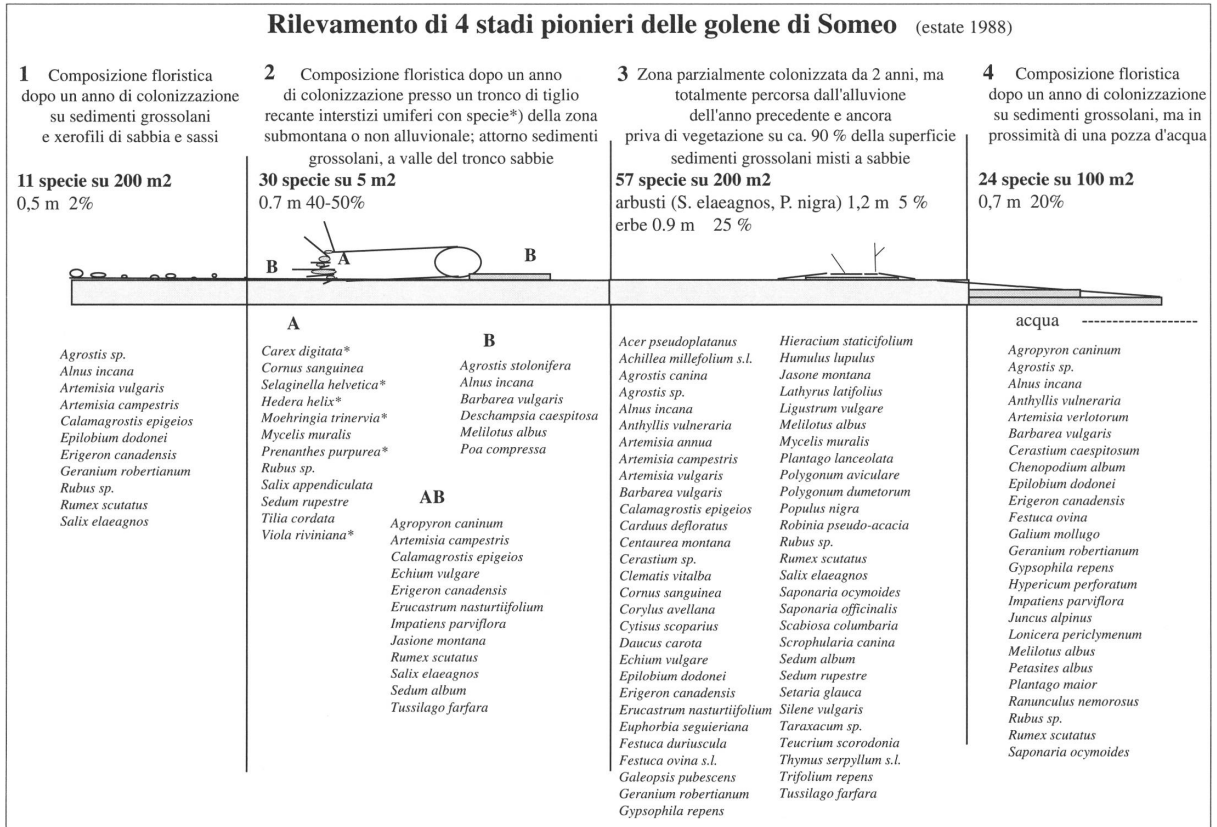 Rilevamento di 4 stadi pionieri delle golene di Someo (estate 1988)
1 Composizione floristica
dopo un anno di colonizzazione
su sedimenti grossolani
e xerofili di sabbia e sassi
11 specie su 200 m2
0,5 m 2%
2 Composizione floristica dopo un anno
di colonizzazione presso un tronco di tiglio
recante interstizi umiferi con specie*) della zona
submontana o non alluvionale; attorno sedimenti
grossolani, a valle del tronco sabbie
30 specie su 5 m2
0.7 m 40-50%
3 Zona parzialmente colonizzata da 2 anni, ma
totalmente percorsa dall'alluvione
dell'anno precedente e ancora
priva di vegetazione su ca. 90 % della superficie
sedimenti grossolani misti a sabbie
57 specie su 200 m2
arbusti (S. elaeagnos, P. nigra) 1,2 m 5 %
erbe 0.9 m 25 %
4 Composizione floristica
dopo un anno di colonizzazione
su sedimenti grossolani, ma in
prossimità di una pozza d'acqua
24 specie su 100 m2
0,7 m 20%
B
A
B
Agrostis sp.
Alnus incana
Artemisia vulgaris
Artemisia campestris
Calamagrostis epigeios
Epilobium dodonei
Erigeron canadensis
Geranium robertianum
Rubus sp.
Rumex scutatus
Salix elaeagnos
A
Carex digitata*
Cornus sanguinea
Selaginella helvetica*
Hedera helix*
Moehringia trinervia*
Mycelis muralis
Prenanthes purpurea*
Rubus sp.
Salix appendiculata
Sedum rupestre
Tilia cordata
Viola riviniana*
B
Agrostis stolonifera
Alnus incana
Barbarea vulgaris
Deschampsia caespitosa
Melilotus albus
Poa compressa
AB
Agropyron caninum
Artemisia campestris
Calamagrostis epigeios
Echium vulgare
Erigeron canadensis
Erucastrum nasturtiifolium
Impatiens parviflora
Jasione montana
Rumex scutatus
Salix elaeagnos
Sedum album
Tussilago farfara
Acer pseudoplatanus
Achillea millefolium s.l.
Agrostis canina
Agrostis sp.
Alnus incana
Anthyllis vulneraria
Artemisia annua
Artemisia campestris
Artemisia vulgaris
Barbarea vulgaris
Calamagrostis epigeios
Carduus defloratus
Centaurea montana
Cerastium sp.
Clematis vitalba
Cornus sanguinea
Corylus avellana
Cytisus scoparius
Daucus carota
Echium vulgare
Epilobium dodonei
Erigeron canadensis
Erucastrum nasturtiifolium
Euphorbia seguieriana
Festuca duriuscula
Festuca ovina s.l.
Galeopsis pubescens
Geranium robertianum
Gypsophila repens
Hieracium staticifolium
Humulus lupulus
Jasone montana
Lathyrus latifolius
Ligustrum vulgare
Melilotus albus
Mycelis muralis
Plantago lanceolata
Polygonum aviculare
Polygonum dumetorum
Populus nigra
Robinia pseudo-acacia
Rubus sp.
Rumex scutatus
Salix elaeagnos
Saponaria ocymoides
Saponaria officinalis
Scabiosa columbaria
Scrophularia canina
Sedum album
Sedum rupestre
Setaria glauca
Silene vulgaris
Taraxacum sp.
Teucrium scorodonia
Thymus serpyllum s.l.
Trifolium repens
Tussilago farfara
acqua
Agropyron caninum
Agrostis sp.
Alnus incana
Anthyllis vulneraria
Artemisia verlotorum
Barbarea vulgaris
Cerastium caespitosum
Chenopodium album
Epilobium dodonei
Erigeron canadensis
Festuca ovina
Galium mollugo
Geranium robertianum
Gypsophila repens
Hypericum perforatum
Impatiens parviflora
Juncus alpinus
Lonicera periclymenum
Melilotus albus
Petasites albus
Plantago maior
Ranunculus nemorosus
Rubus sp.
Rumex scutatus
Saponaria ocymoides